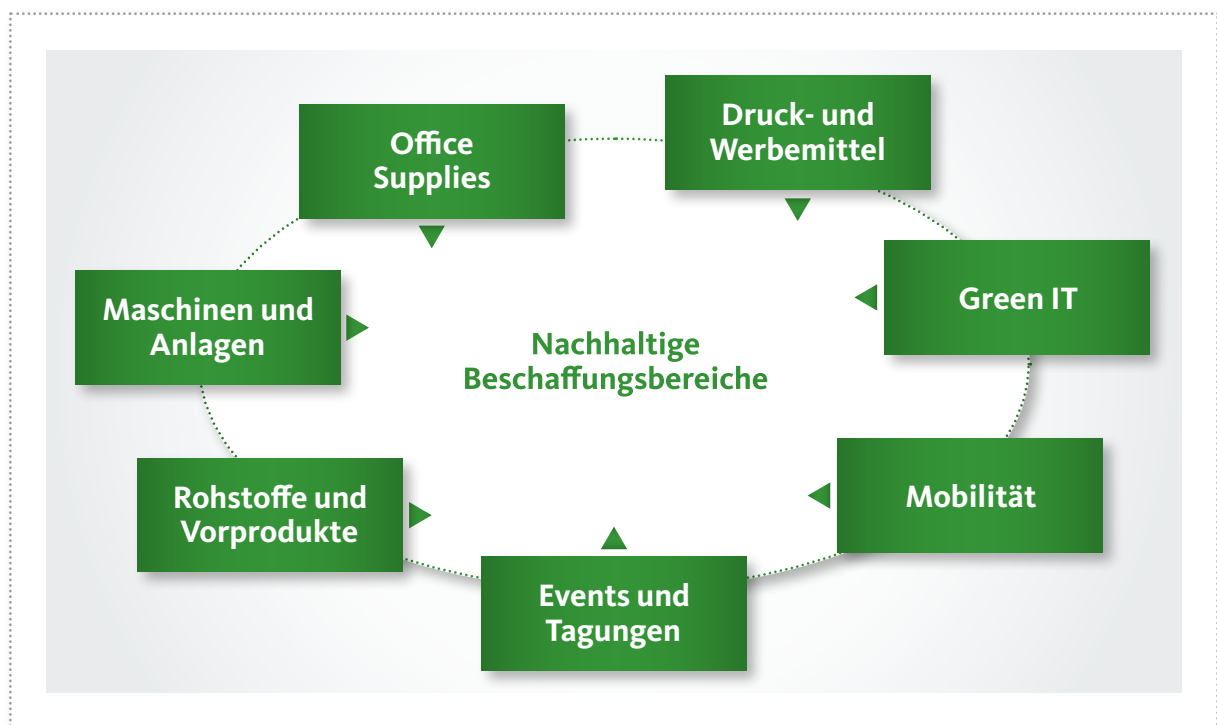 Office
Supplies
Druck- und
Werbemittel
Maschinen und
Anlagen
Green IT
Nachhaltige
Beschaffungsbereiche
Rohstoffe und
Vorprodukte
Mobilität
Events und
Tagungen